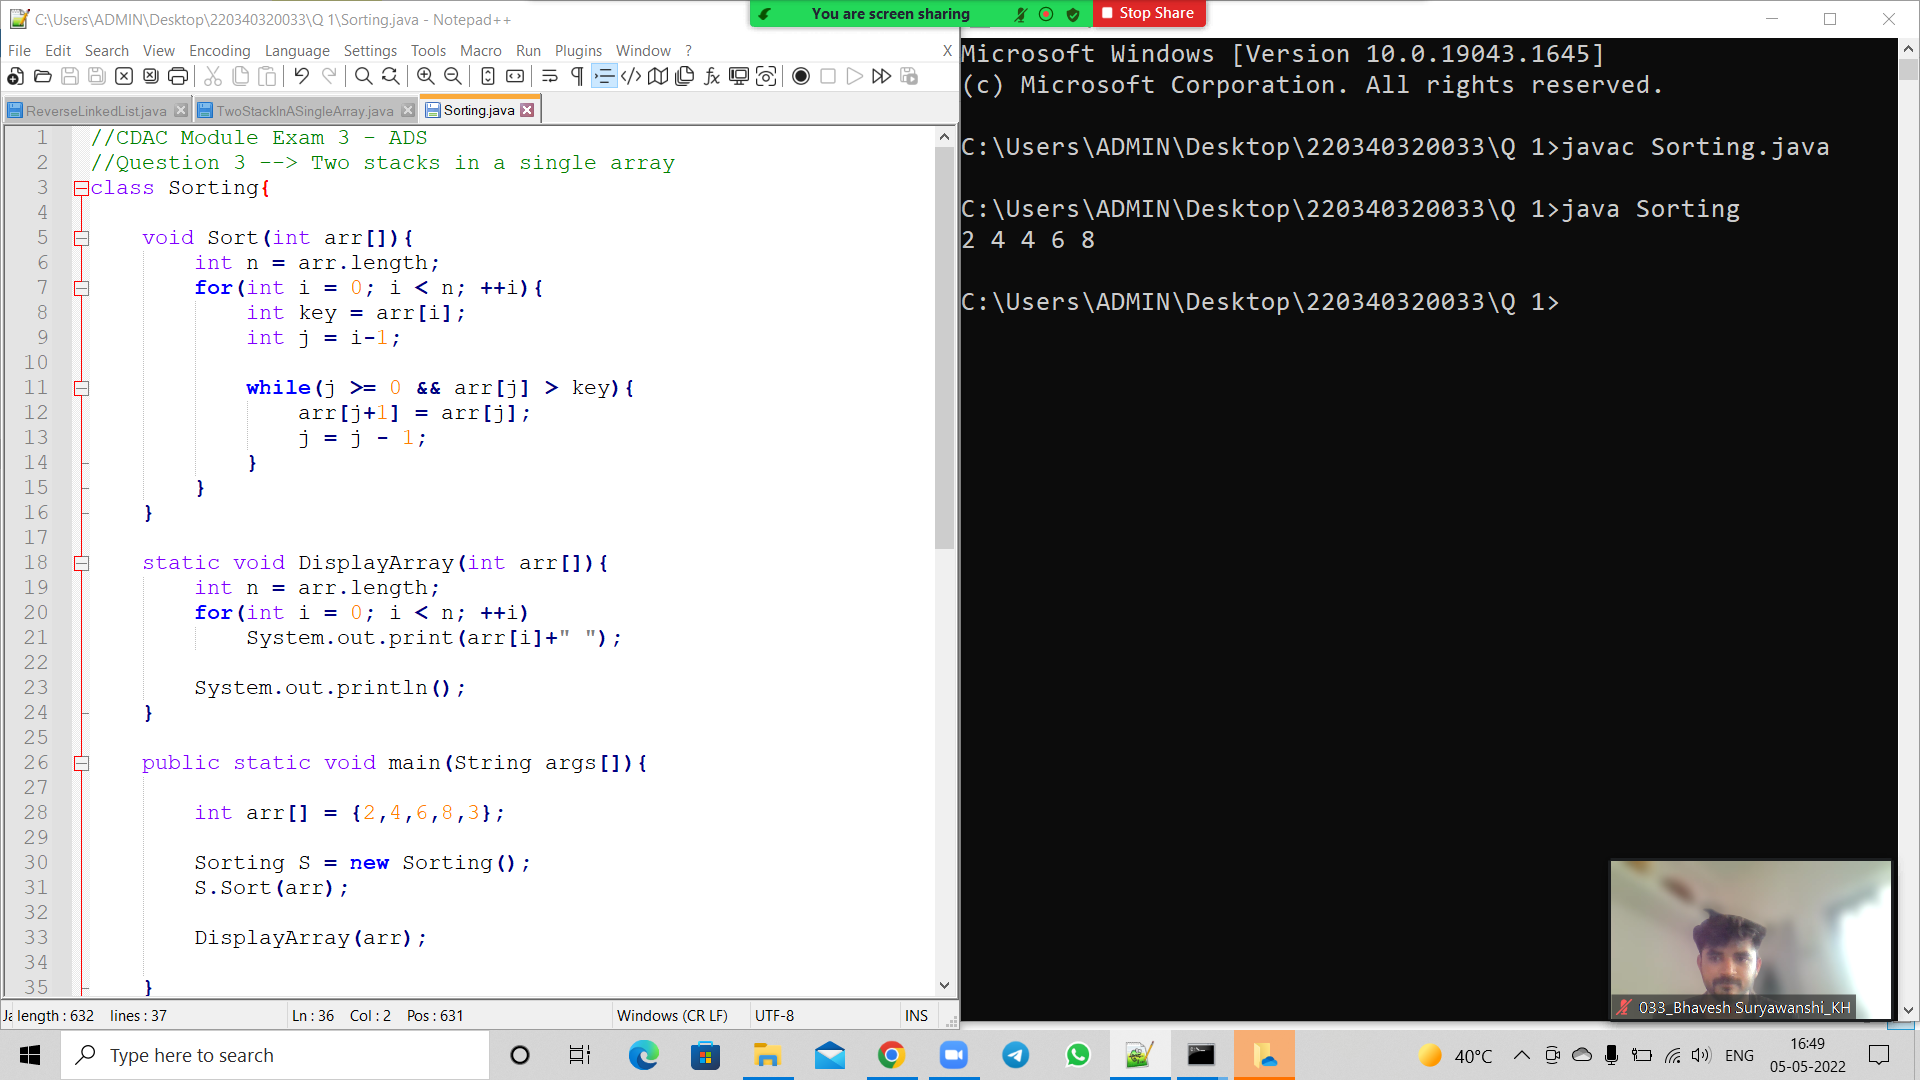 C:\Users\ADMIN\Desktop\220340320033\Q 1\Sorting.java - Notepad++
You are screen sharing
Stop Share
File Edit Search View Encoding Language Settings Tools Macro Run Plugins Window ? X
ReverseLinkedList.java TwoStackInASingleArray.java Sorting.java
1 //CDAC Module Exam 3 - ADS
2 //Question 3 --> Two stacks in a single array
3 class Sorting{
4
5 void Sort(int arr[]){
6 int n = arr.length;
7 for(int i = 0; i < n; ++i){
8 int key = arr[i];
9 int j = i-1;
10
11 while(j >= 0 && arr[j] > key){
12 arr[j+1] = arr[j];
13 j = j - 1;
14 }
15 }
16 }
17
18 static void DisplayArray(int arr[]){
19 int n = arr.length;
20 for(int i = 0; i < n; ++i)
21 System.out.print(arr[i]+" ");
22
23 System.out.println();
24 }
25
26 public static void main(String args[]){
27
28 int arr[] = {2,4,6,8,3};
29
30 Sorting S = new Sorting();
31 S.Sort(arr);
32
33 DisplayArray(arr);
34
35 }
Ja length : 632 lines : 37 Ln : 36 Col : 2 Pos : 631 Windows (CR LF) UTF-8 INS
Microsoft Windows [Version 10.0.19043.1645]
(c) Microsoft Corporation. All rights reserved.
C:\Users\ADMIN\Desktop\220340320033\Q 1>javac Sorting.java
C:\Users\ADMIN\Desktop\220340320033\Q 1>java Sorting
2 4 4 6 8
C:\Users\ADMIN\Desktop\220340320033\Q 1>
033_Bhavesh Suryawanshi_KH
Type here to search
40°C
ENG
16:49
05-05-2022